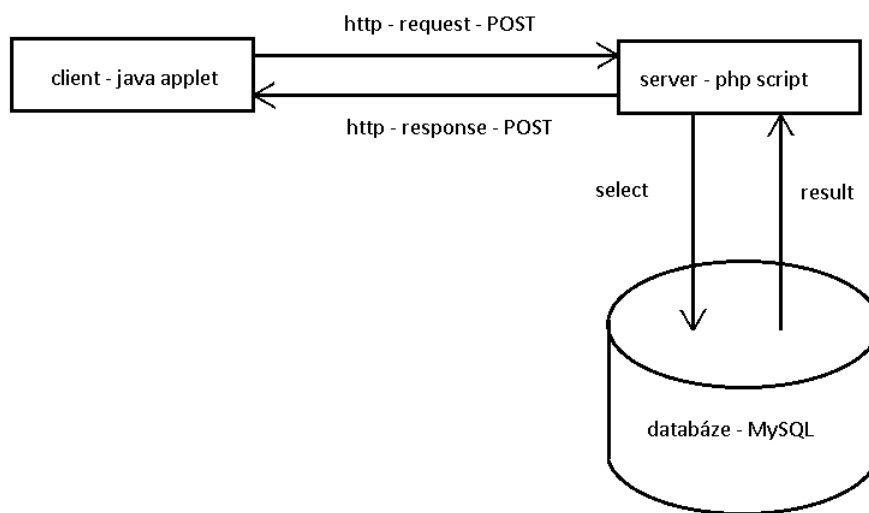 http - request - POST
client - java applet
server - php script
http - response - POST
select
result
databáze - MySQL